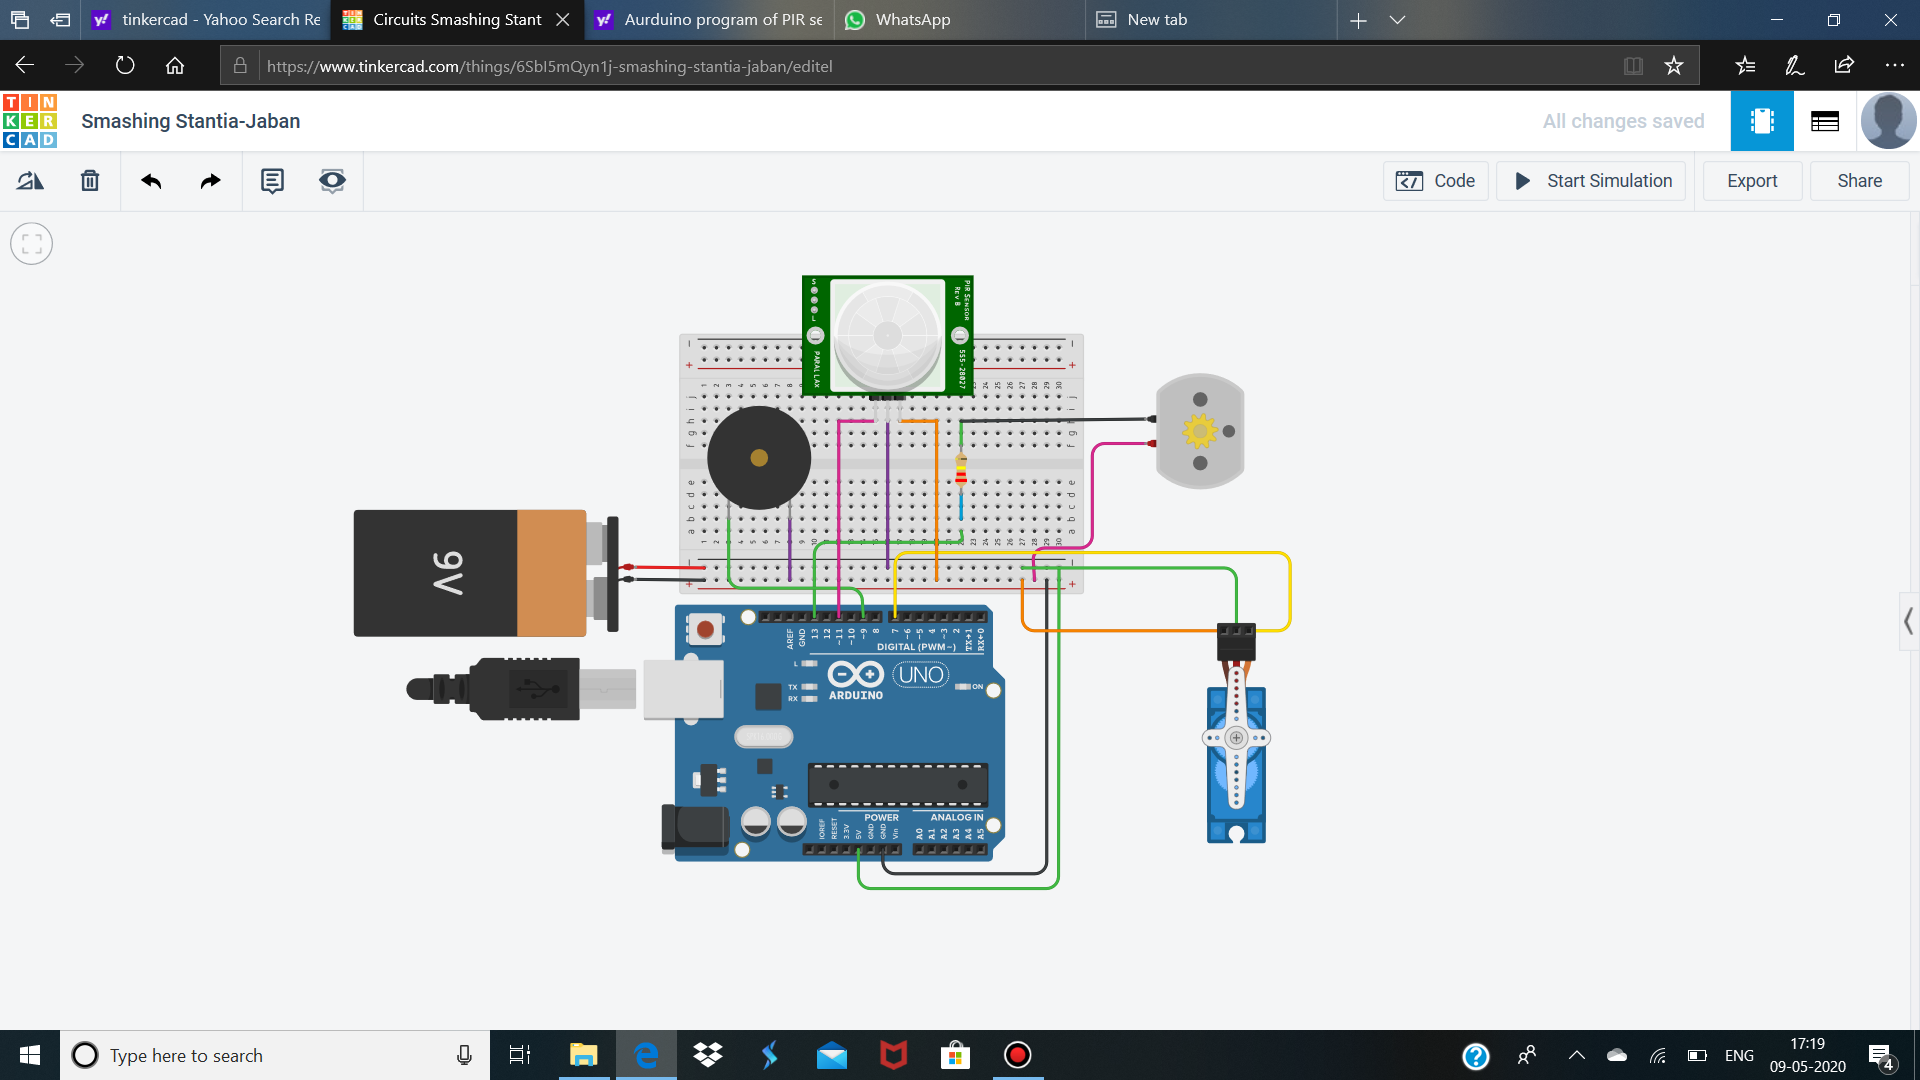 tinkercad - Yahoo Search Re
Circuits Smashing Stant
Aurduino program of PIR se
WhatsApp
New tab
https://www.tinkercad.com/things/6SbI5mQyn1j-smashing-stantia-jaban/editel
TIN
KER
CAD
Smashing Stantia-Jaban
All changes saved
Code
Start Simulation
Export
Share
S
L
PARALLAX
PIR SENSOR
REV B
555-28027
9V
AREF
GND
13
12
~11
~10
~9
8
7
~6
~5
4
~3
2
TX→1
RX←0
DIGITAL (PWM~)
L
TX
RX
ARDUINO
UNO
ON
POWER
ANALOG IN
IOREF
RESET
3.3V
5V
GND
GND
Vin
A0
A1
A2
A3
A4
A5
Type here to search
ENG
17:19
09-05-2020
4